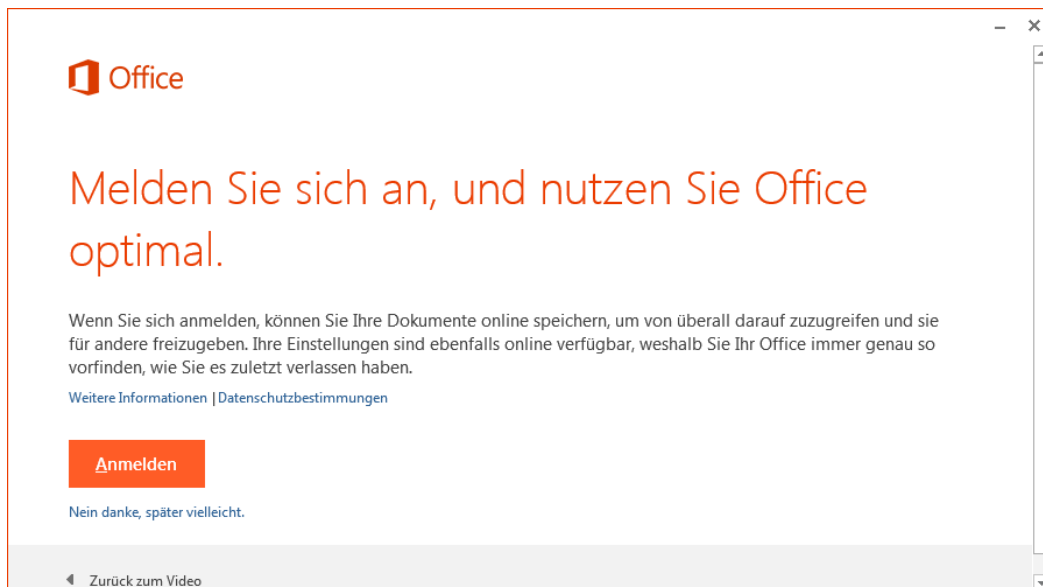 Office
Melden Sie sich an, und nutzen Sie Office
optimal.
Wenn Sie sich anmelden, können Sie Ihre Dokumente online speichern, um von überall darauf zuzugreifen und sie
für andere freizugeben. Ihre Einstellungen sind ebenfalls online verfügbar, weshalb Sie Ihr Office immer genau so
vorfinden, wie Sie es zuletzt verlassen haben.
Weitere Informationen | Datenschutzbestimmungen
Anmelden
Nein danke, später vielleicht.
Zurück zum Video